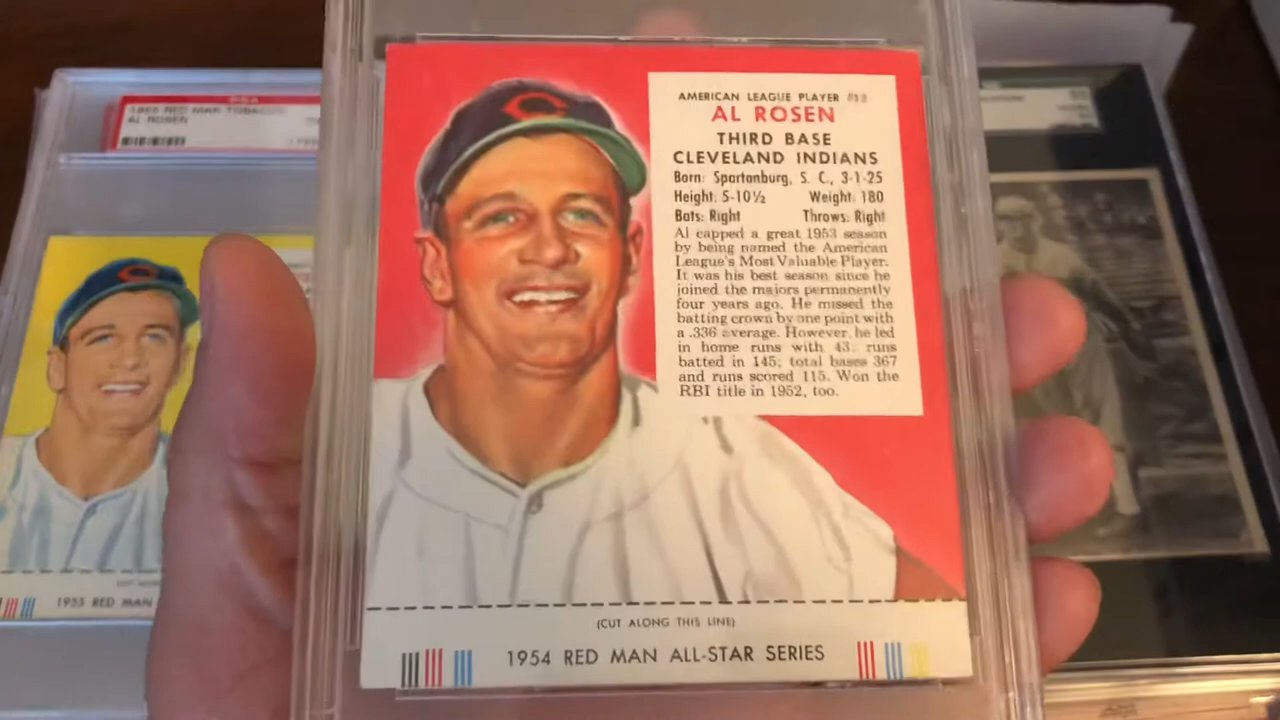 PSA
1955 RED MAN TOBACCO
AL ROSEN
AMERICAN LEAGUE PLAYER #13
AL ROSEN
THIRD BASE
CLEVELAND INDIANS
Born: Spartanburg, S. C., 3-1-25
Height: 5-10½ Weight: 180
Bats: Right Throws: Right
Al capped a great 1953 season
by being named the American
League's Most Valuable Player.
It was his best season since he
joined the majors permanently
four years ago. He missed the
batting crown by one point with
a .336 average. However, he led
in home runs with 43, runs
batted in 145, total bases 367
and runs scored 115. Won the
RBI title in 1952, too.
(CUT ALONG THIS LINE)
1954 RED MAN ALL-STAR SERIES
1955 RED MAN